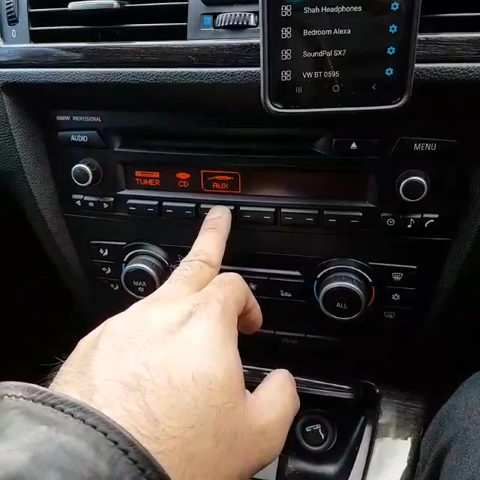 Shah Headphones
Bedroom Alexa
SoundPal SX7
VW BT 0595
BMW PROFESSIONAL
AUDIO
MENU
TUNER
CD
AUX
MAX
ALL